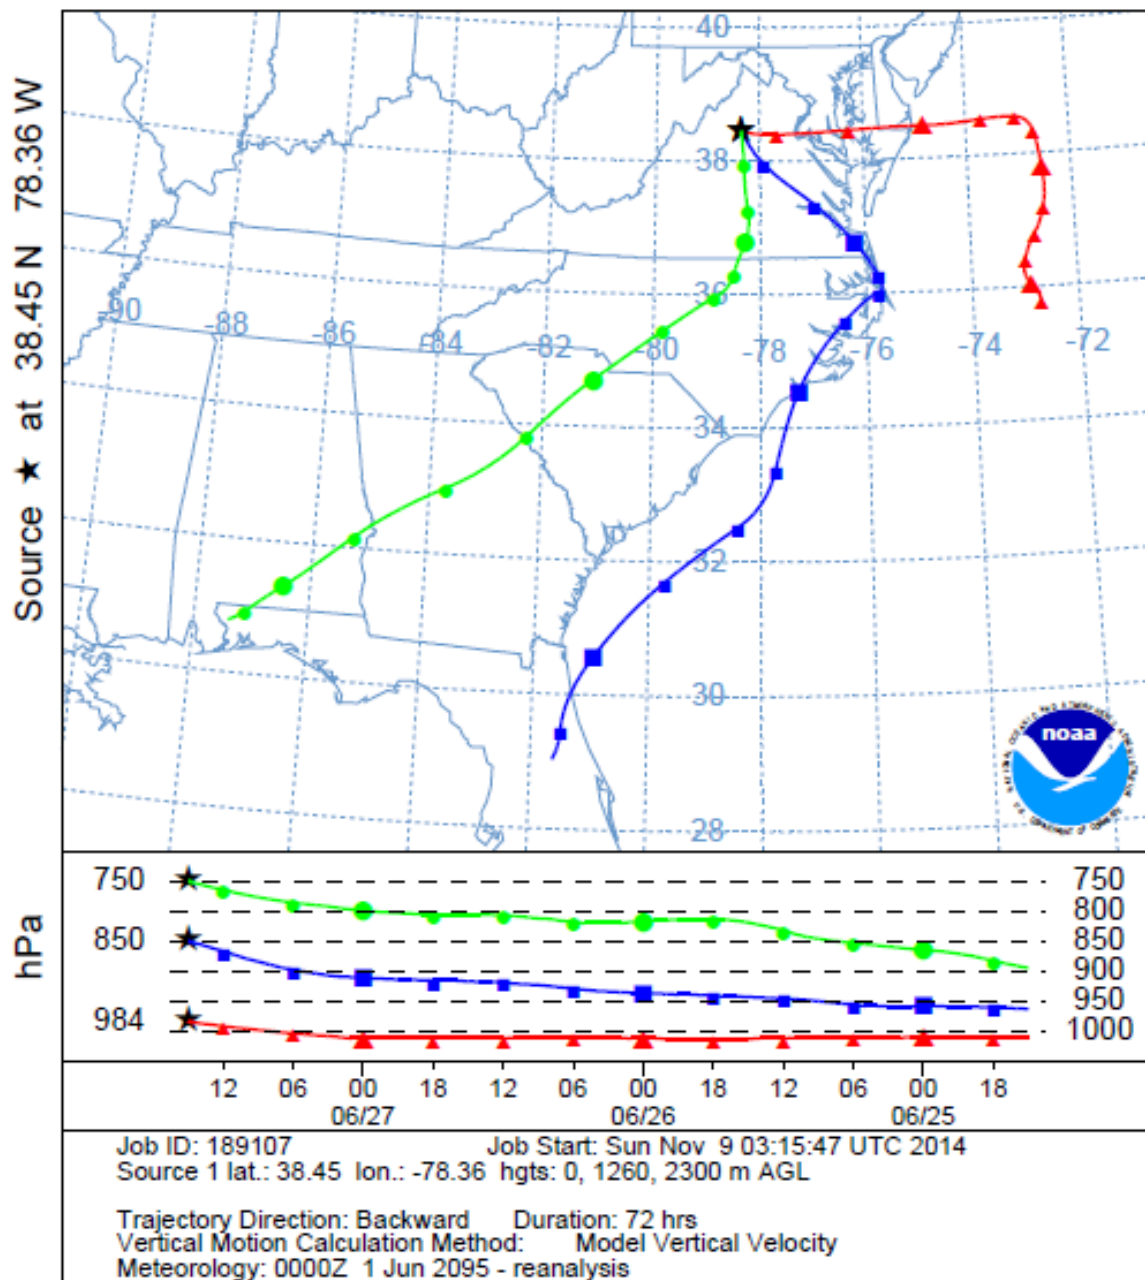 Source ★ at 38.45 N 78.36 W
40
38
36
-90 -88 -86 -84 -82 -80 -78 -76 -74 -72
34
32
30
noaa
28
hPa
750 750
800
850 850
900
950
984 1000
12 06 00 18 12 06 00 18 12 06 00 18
06/27 06/26 06/25
Job ID: 189107 Job Start: Sun Nov 9 03:15:47 UTC 2014
Source 1 lat.: 38.45 lon.: -78.36 hgts: 0, 1260, 2300 m AGL
Trajectory Direction: Backward Duration: 72 hrs
Vertical Motion Calculation Method: Model Vertical Velocity
Meteorology: 0000Z 1 Jun 2095 - reanalysis